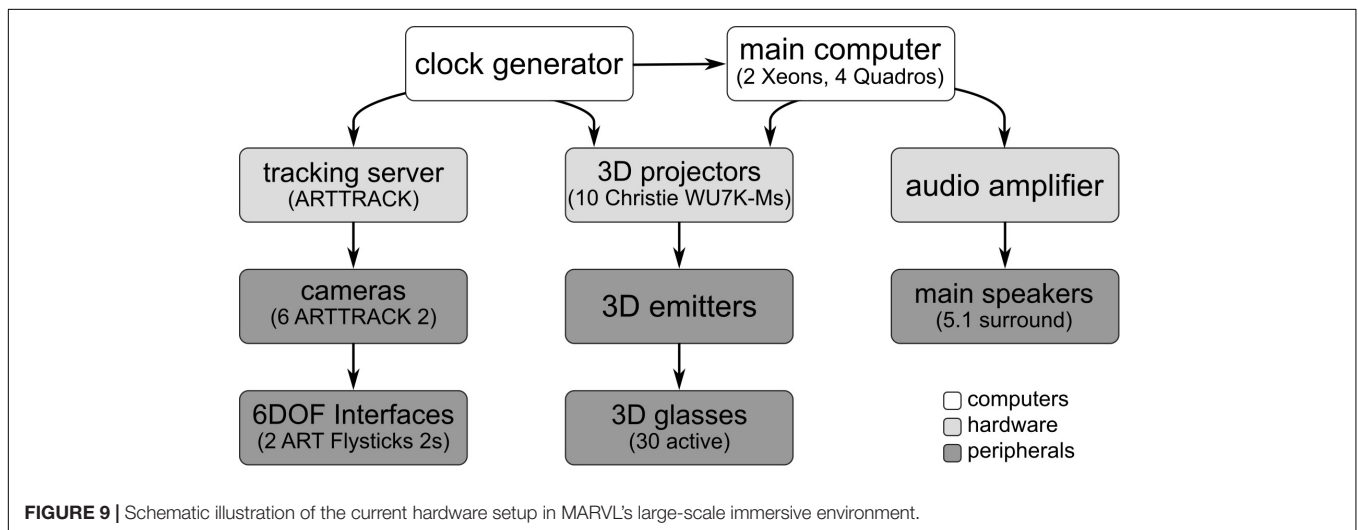 clock generator
main computer
(2 Xeons, 4 Quadros)
tracking server
(ARTTRACK)
3D projectors
(10 Christie WU7K-Ms)
audio amplifier
cameras
(6 ARTTRACK 2)
3D emitters
main speakers
(5.1 surround)
6DOF Interfaces
(2 ART Flysticks 2s)
3D glasses
(30 active)
computers
hardware
peripherals
FIGURE 9 | Schematic illustration of the current hardware setup in MARVL's large-scale immersive environment.